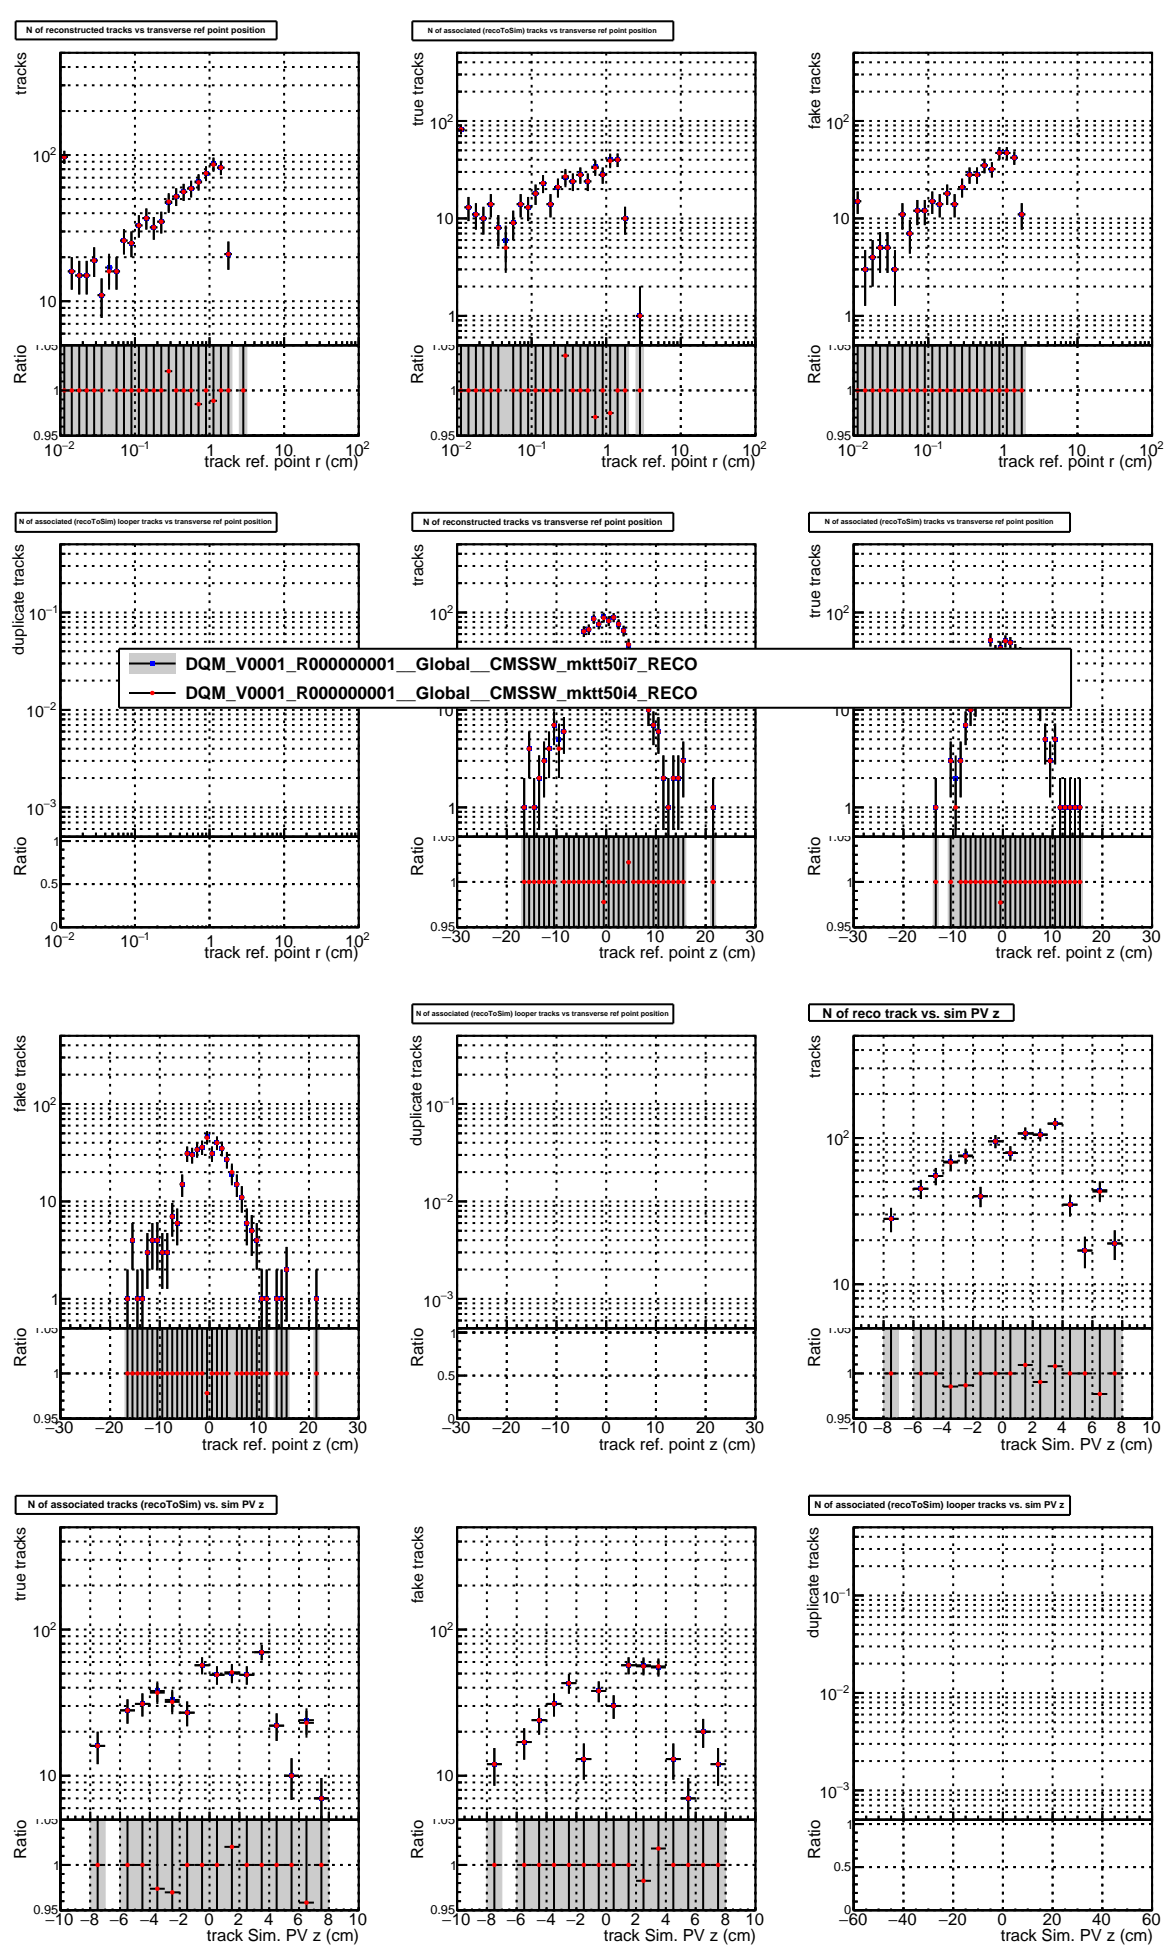 N of reconstructed tracks vs transverse ref point position
tracks
10²
10
Ratio
1.05
1
0.95
10⁻² 10⁻¹ 1 10 10²
track ref. point r (cm)
N of associated (recoToSim) tracks vs transverse ref point position
true tracks
10²
10
1
Ratio
1.05
1
0.95
10⁻² 10⁻¹ 1 10 10²
track ref. point r (cm)
fake tracks
10²
10
1
Ratio
1.05
1
0.95
10⁻² 10⁻¹ 1 10 10²
track ref. point r (cm)
N of associated (recoToSim) looper tracks vs transverse ref point position
duplicate tracks
10⁻¹
10⁻²
10⁻³
Ratio
1
0.5
0
10⁻² 10⁻¹ 1 10 10²
track ref. point r (cm)
N of reconstructed tracks vs transverse ref point position
tracks
10²
10
1
Ratio
1.05
1
0.95
−30 −20 −10 0 10 20 30
track ref. point z (cm)
N of associated (recoToSim) tracks vs transverse ref point position
true tracks
10²
10
1
Ratio
1.05
1
0.95
−30 −20 −10 0 10 20 30
track ref. point z (cm)
DQM_V0001_R000000001__Global__CMSSW_mktt50i7_RECO
DQM_V0001_R000000001__Global__CMSSW_mktt50i4_RECO
fake tracks
10²
10
1
Ratio
1.05
1
0.95
−30 −20 −10 0 10 20 30
track ref. point z (cm)
N of associated (recoToSim) looper tracks vs transverse ref point position
duplicate tracks
10⁻¹
10⁻²
10⁻³
Ratio
1
0.5
0
−30 −20 −10 0 10 20 30
track ref. point z (cm)
N of reco track vs. sim PV z
tracks
10²
10
Ratio
1.05
1
0.95
−10 −8 −6 −4 −2 0 2 4 6 8 10
track Sim. PV z (cm)
N of associated tracks (recoToSim) vs. sim PV z
true tracks
10²
10
Ratio
1.05
1
0.95
−10 −8 −6 −4 −2 0 2 4 6 8 10
track Sim. PV z (cm)
fake tracks
10²
10
Ratio
1.05
1
0.95
−10 −8 −6 −4 −2 0 2 4 6 8 10
track Sim. PV z (cm)
N of associated (recoToSim) looper tracks vs. sim PV z
duplicate tracks
10⁻¹
10⁻²
10⁻³
Ratio
1
0.5
0
−60 −40 −20 0 20 40 60
track Sim. PV z (cm)